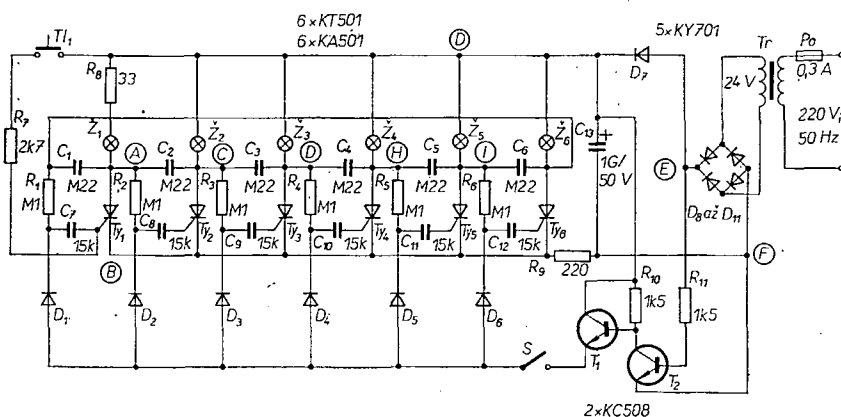 6×KT501
6×KA501
5×KY701
Tl₁
D
Tr
Po
R₈
33
D₇
24 V
0,3 A
R₇
2k7
Ž₁
Ž₂
Ž₃
Ž₄
Ž₅
Ž₆
C₁₃
220 V
50 Hz
C₁
A
C₂
C
C₃
D
C₄
H
C₅
I
C₆
1G/
50 V
E
M22
M22
M22
M22
M22
M22
R₁
R₂
R₃
R₄
R₅
R₆
M1
M1
M1
M1
M1
M1
D₈ až D₁₁
C₇
Ty₁
C₈
Ty₂
C₉
Ty₃
C₁₀
Ty₄
C₁₁
Ty₅
C₁₂
Ty₆
15k
15k
15k
15k
15k
15k
B
R₉
220
F
R₁₀
R₁₁
1k5
1k5
D₁
D₂
D₃
D₄
D₅
D₆
S
T₁
T₂
2×KC508